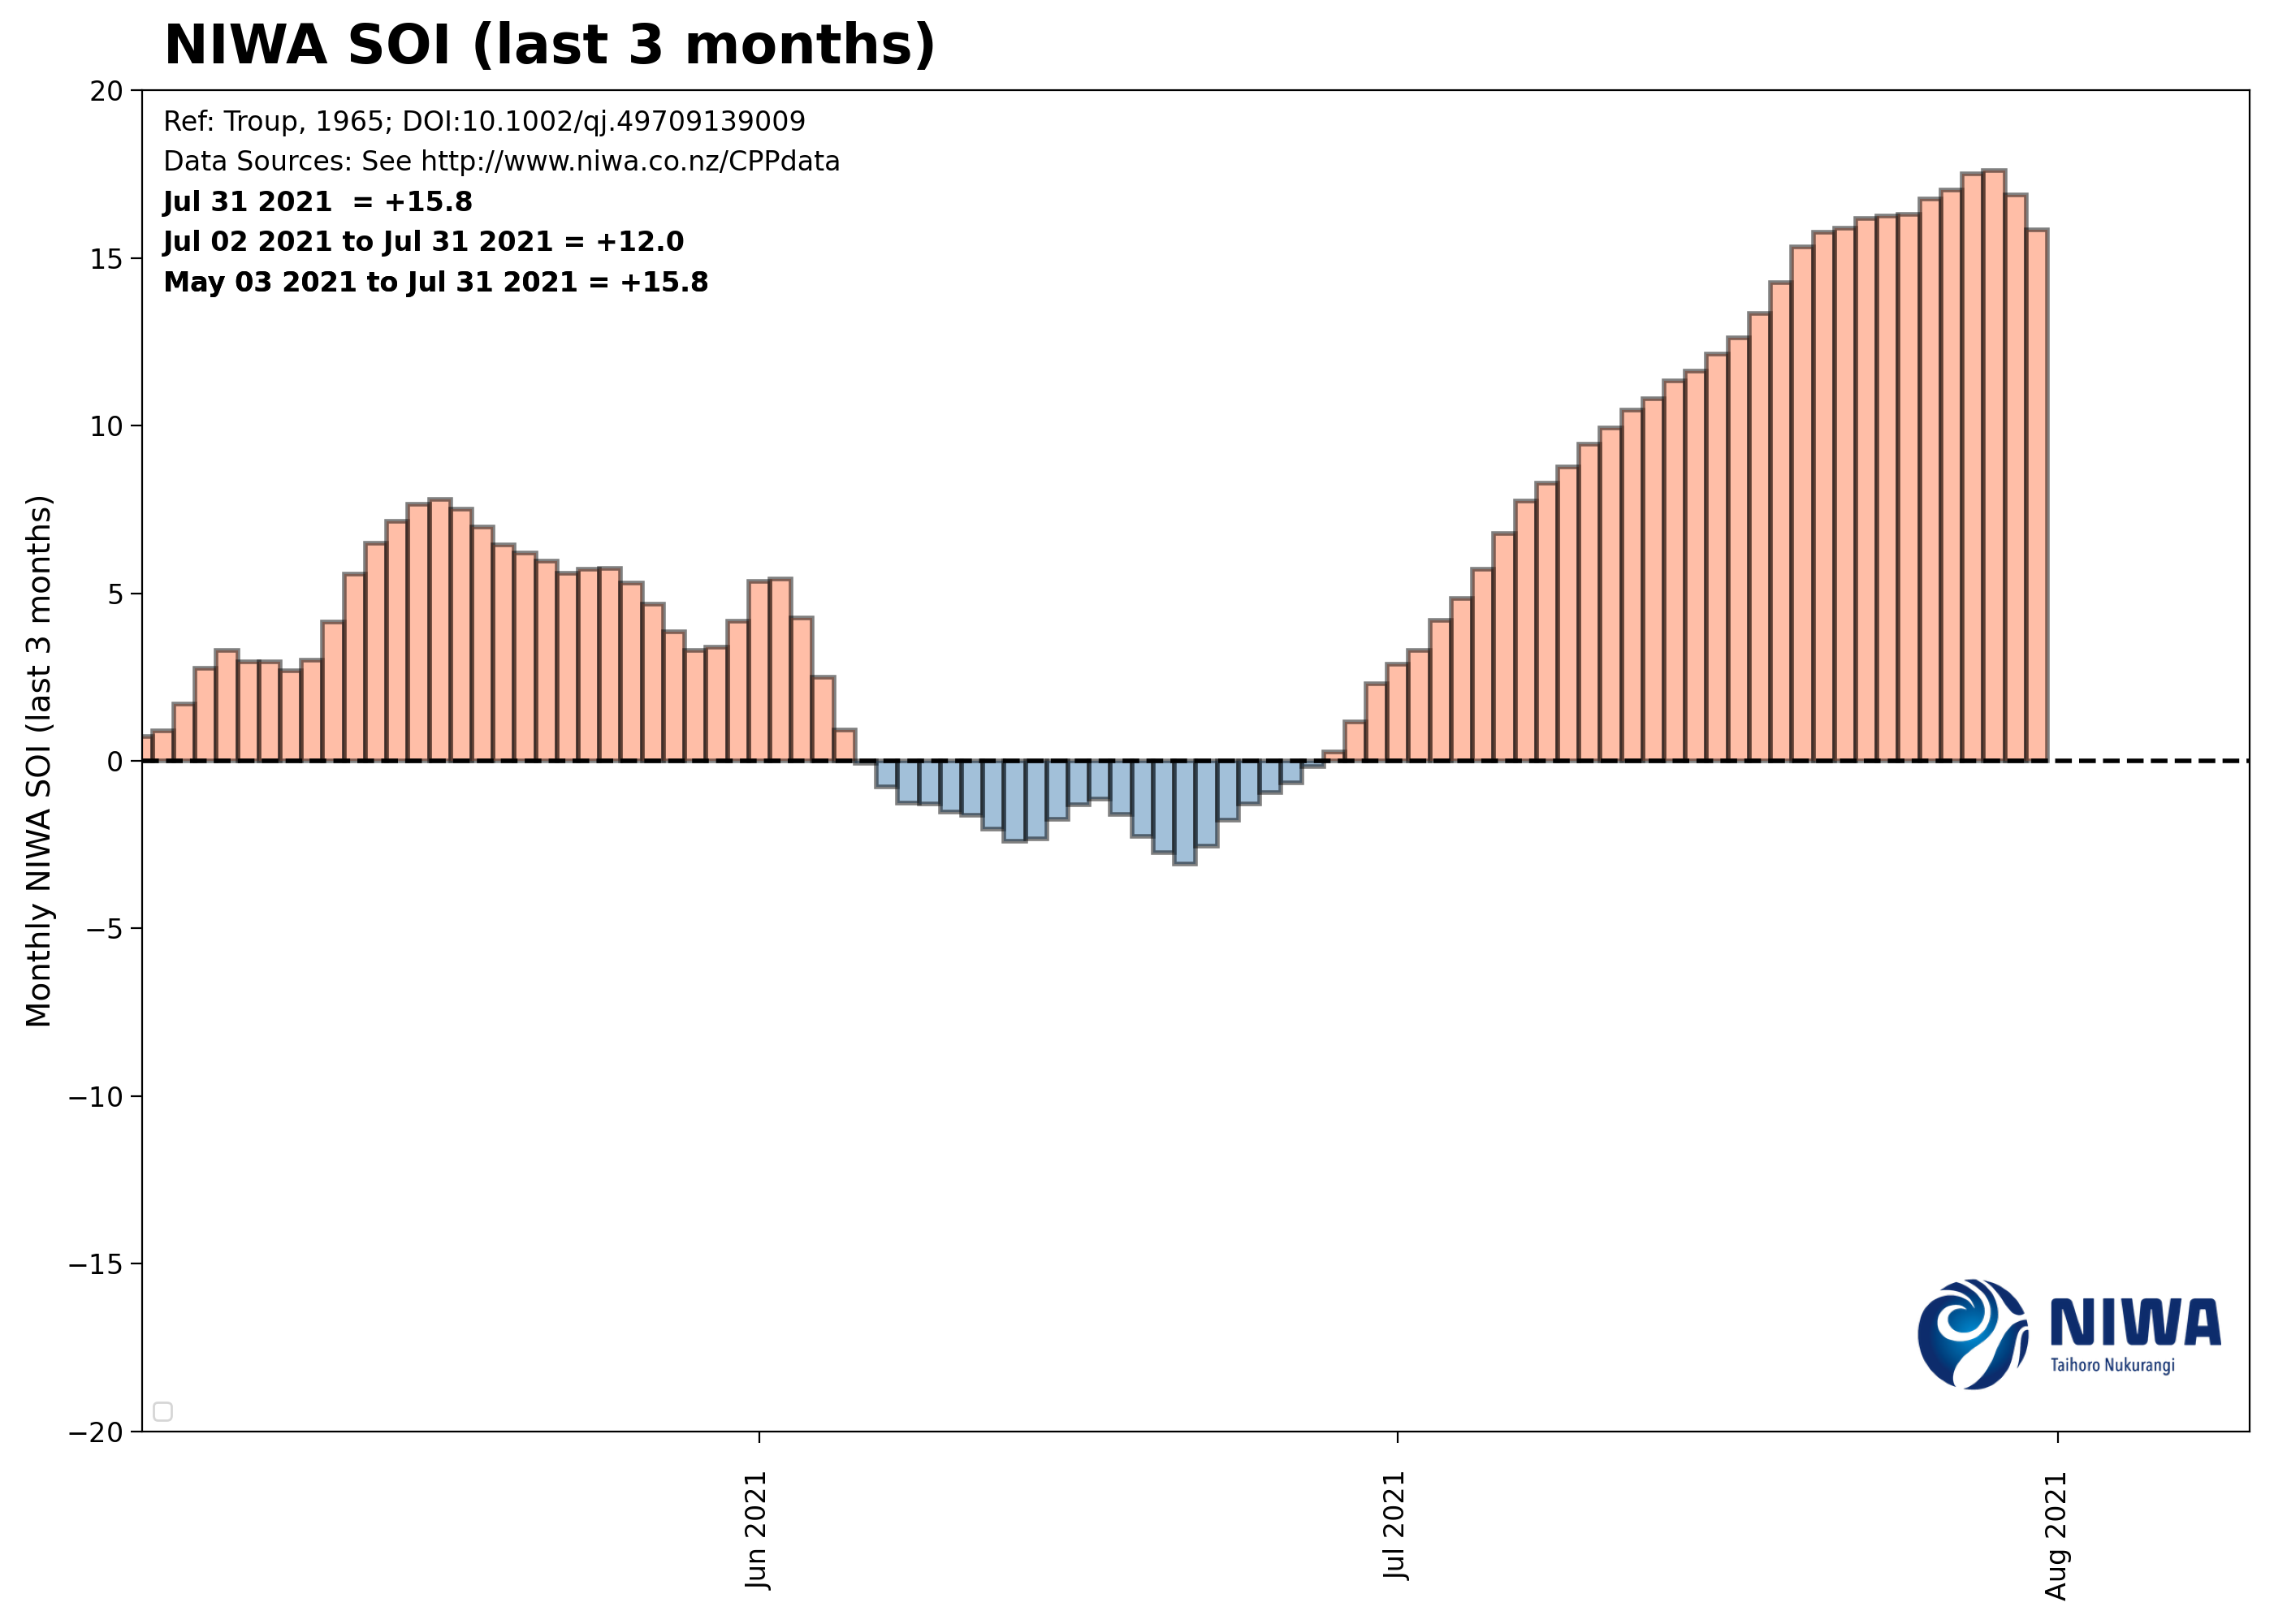 NIWA SOI (last 3 months)
Ref: Troup, 1965; DOI:10.1002/qj.49709139009
Data Sources: See http://www.niwa.co.nz/CPPdata
Jul 31 2021  = +15.8
Jul 02 2021 to Jul 31 2021 = +12.0
May 03 2021 to Jul 31 2021 = +15.8
Monthly NIWA SOI (last 3 months)
20
15
10
5
0
−5
−10
−15
−20
NIWA
Taihoro Nukurangi
Jun 2021
Jul 2021
Aug 2021